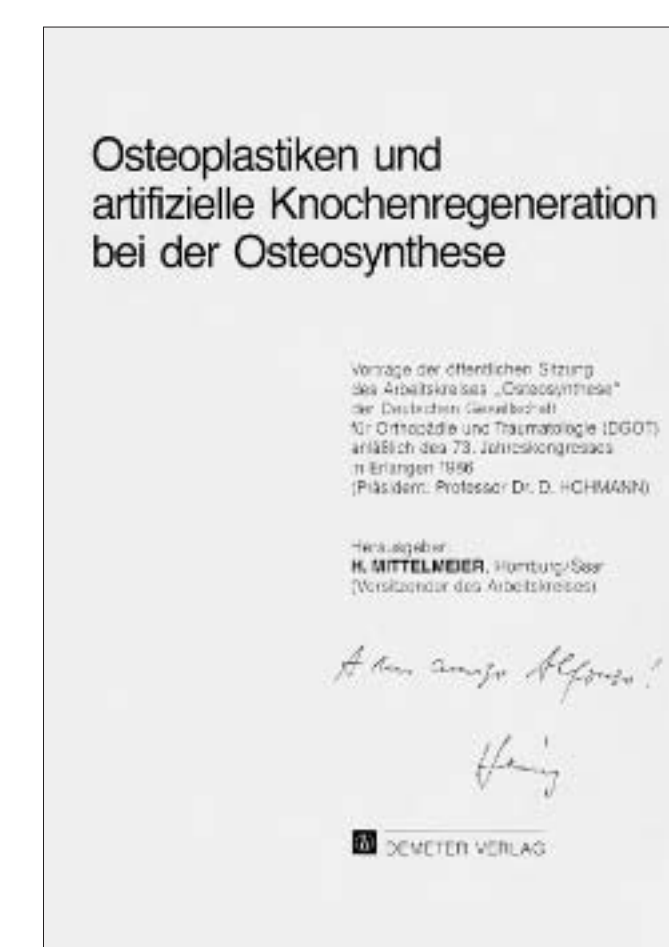 Osteoplastiken und
artifizielle Knochenregeneration
bei der Osteosynthese
Vorträge der öffentlichen Sitzung
des Arbeitskreises „Osteosynthese“
der Deutschen Gesellschaft
für Orthopädie und Traumatologie (DGOT)
anläßlich des 73. Jahreskongresses
in Erlangen 1986
(Präsident: Professor Dr. D. HOHMANN)
Herausgeber:
H. MITTELMEIER, Homburg/Saar
(Vorsitzender des Arbeitskreises)
A amigo Alfonso!
DEMETER VERLAG